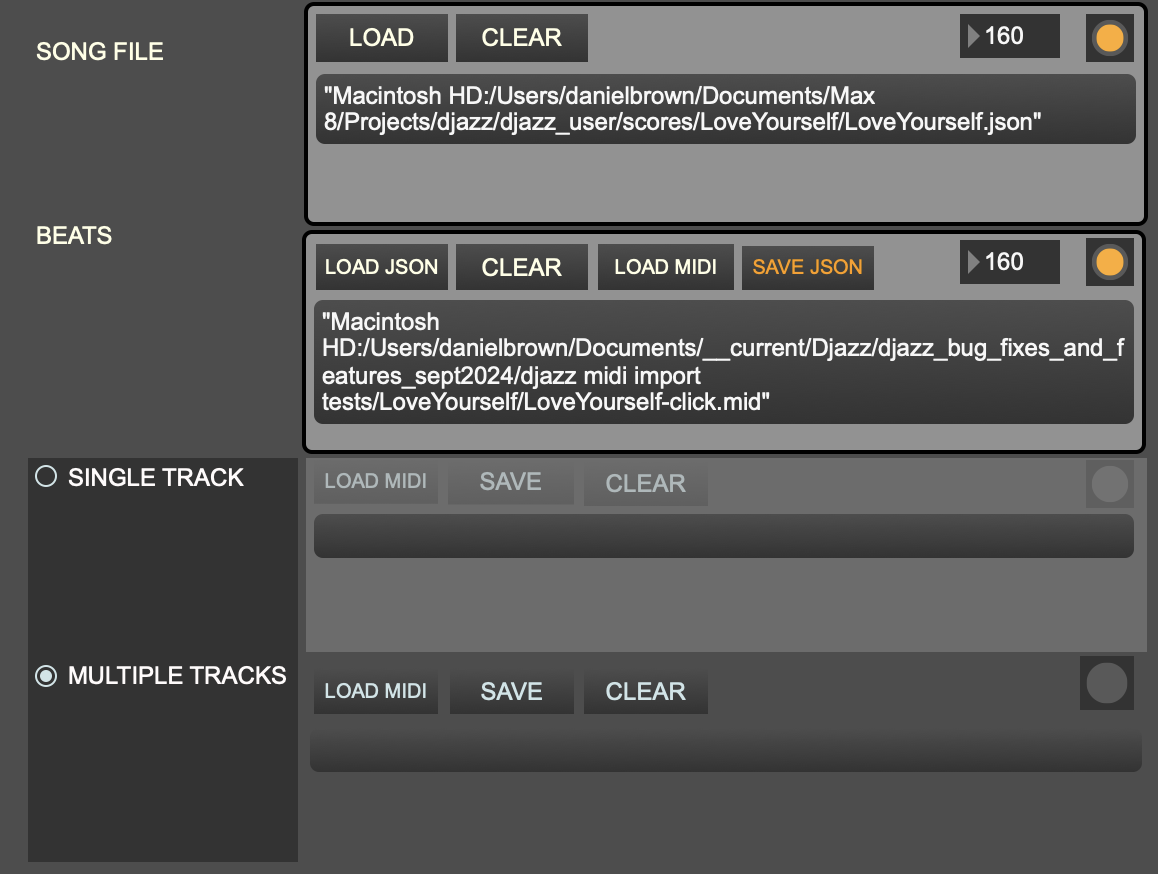 SONG FILE
LOAD
CLEAR
160
"Macintosh HD:/Users/danielbrown/Documents/Max
8/Projects/djazz/djazz_user/scores/LoveYourself/LoveYourself.json"
BEATS
LOAD JSON
CLEAR
LOAD MIDI
SAVE JSON
160
"Macintosh
HD:/Users/danielbrown/Documents/__current/Djazz/djazz_bug_fixes_and_f
eatures_sept2024/djazz midi import
tests/LoveYourself/LoveYourself-click.mid"
SINGLE TRACK
LOAD MIDI
SAVE
CLEAR
MULTIPLE TRACKS
LOAD MIDI
SAVE
CLEAR